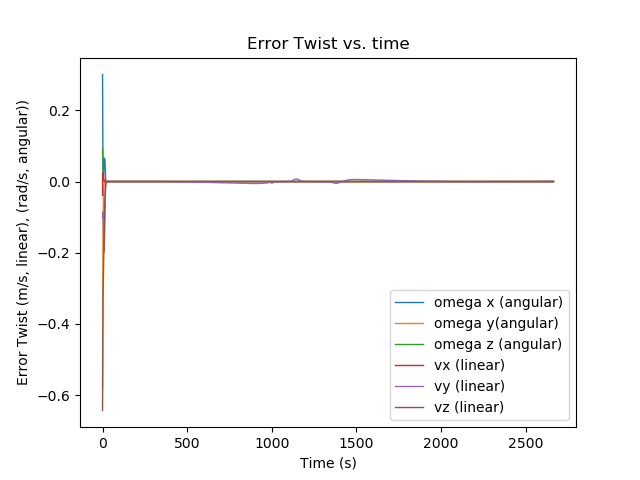 Error Twist vs. time
Error Twist (m/s, linear), (rad/s, angular))
0.2
0.0
−0.2
−0.4
−0.6
omega x (angular)
omega y(angular)
omega z (angular)
vx (linear)
vy (linear)
vz (linear)
0 500 1000 1500 2000 2500
Time (s)